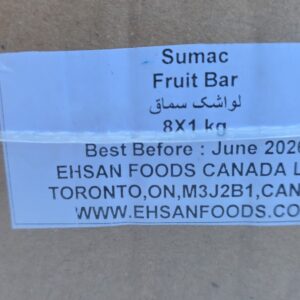 Sumac
Fruit Bar
لواشک سماق
8X1 kg
Best Before : June 2026
EHSAN FOODS CANADA L
TORONTO,ON,M3J2B1,CAN
WWW.EHSANFOODS.CO